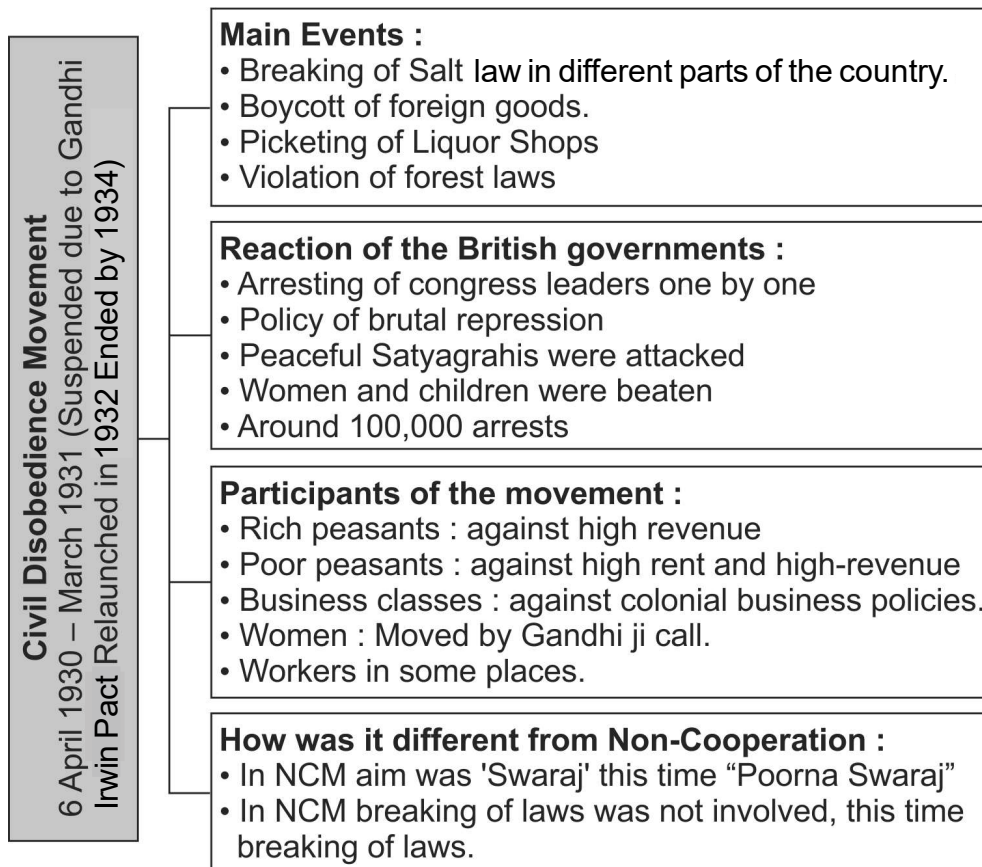 Civil Disobedience Movement
6 April 1930 – March 1931 (Suspended due to Gandhi
Irwin Pact Relaunched in 1932 Ended by 1934)
Main Events :
• Breaking of Salt law in different parts of the country.
• Boycott of foreign goods.
• Picketing of Liquor Shops
• Violation of forest laws
Reaction of the British governments :
• Arresting of congress leaders one by one
• Policy of brutal repression
• Peaceful Satyagrahis were attacked
• Women and children were beaten
• Around 100,000 arrests
Participants of the movement :
• Rich peasants : against high revenue
• Poor peasants : against high rent and high-revenue
• Business classes : against colonial business policies.
• Women : Moved by Gandhi ji call.
• Workers in some places.
How was it different from Non-Cooperation :
• In NCM aim was 'Swaraj' this time “Poorna Swaraj”
• In NCM breaking of laws was not involved, this time
breaking of laws.